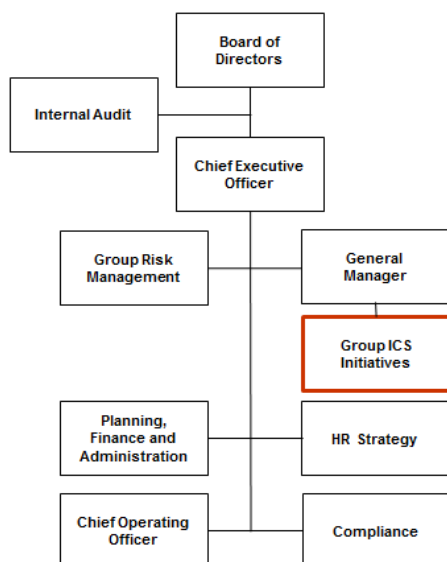 Board of
Directors
Internal Audit
Chief Executive
Officer
Group Risk
Management
General
Manager
Group ICS
Initiatives
Planning,
Finance and
Administration
HR Strategy
Chief Operating
Officer
Compliance